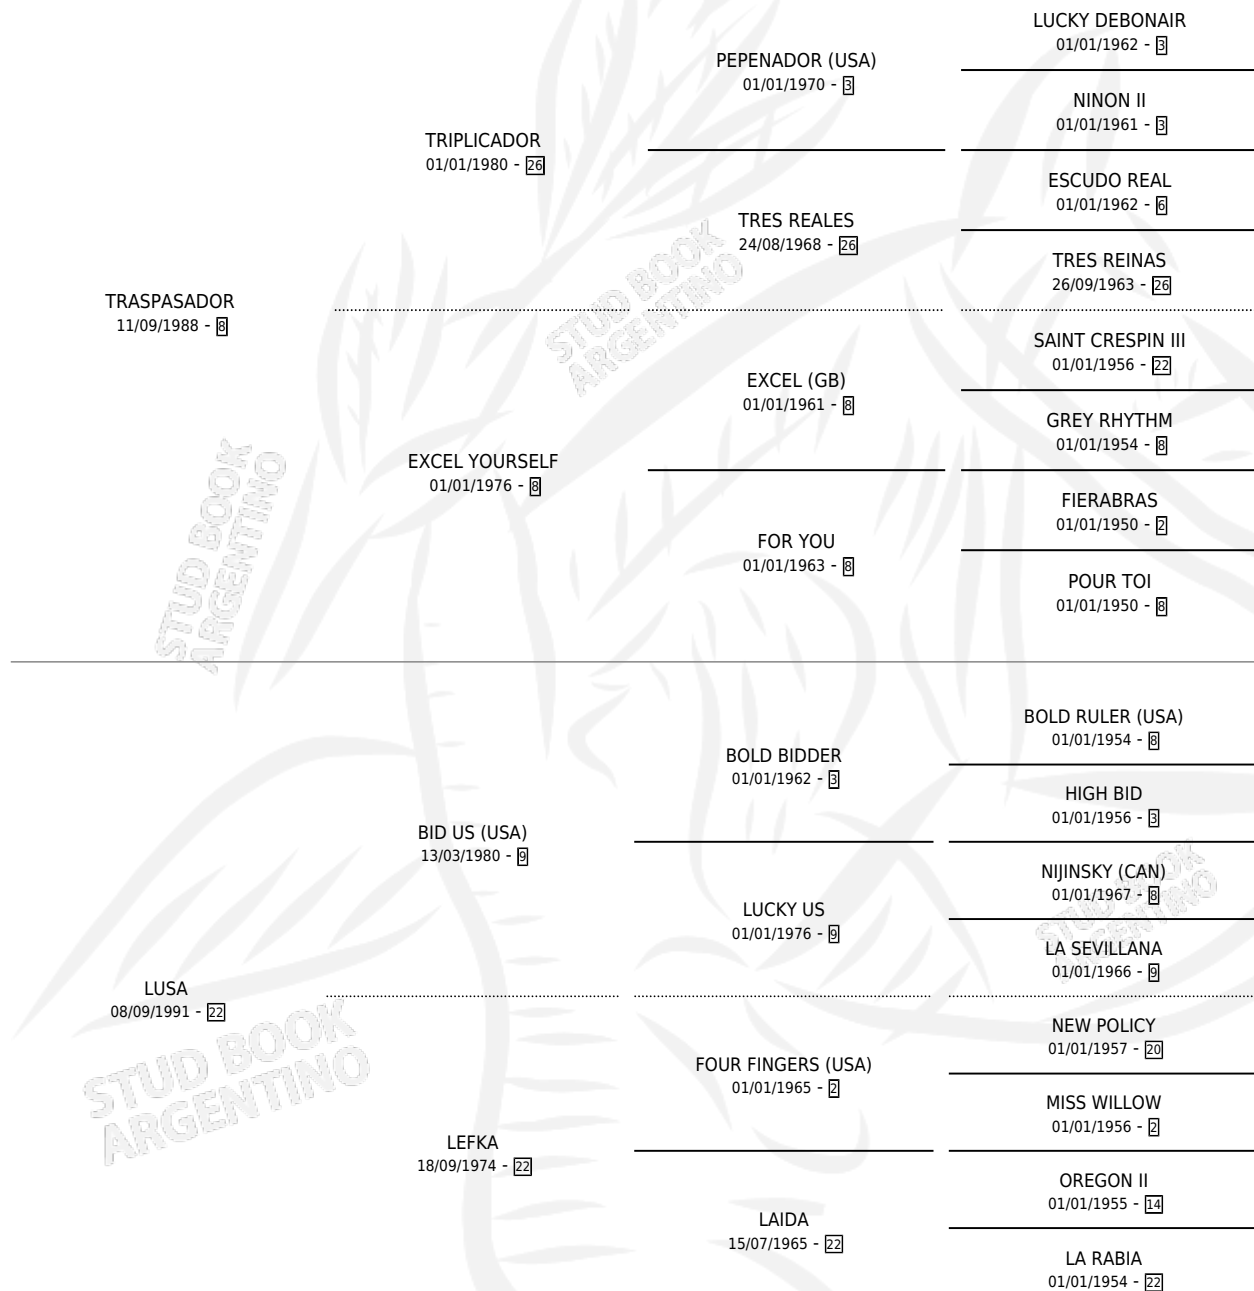 LUCKY DEBONAIR
01/01/1962 - 3
PEPENADOR (USA)
01/01/1970 - 3
NINON II
01/01/1961 - 3
TRIPLICADOR
01/01/1980 - 26
ESCUDO REAL
01/01/1962 - 6
TRES REALES
24/08/1968 - 26
TRES REINAS
26/09/1963 - 26
TRASPASADOR
11/09/1988 - 8
STUD BOOK
ARGENTINO
SAINT CRESPIN III
01/01/1956 - 22
EXCEL (GB)
01/01/1961 - 8
GREY RHYTHM
01/01/1954 - 8
EXCEL YOURSELF
01/01/1976 - 8
FIERABRAS
01/01/1950 - 2
FOR YOU
01/01/1963 - 8
POUR TOI
01/01/1950 - 8
STUD BOOK
ARGENTINO
BOLD RULER (USA)
01/01/1954 - 8
BOLD BIDDER
01/01/1962 - 3
HIGH BID
01/01/1956 - 3
BID US (USA)
13/03/1980 - 9
NIJINSKY (CAN)
01/01/1967 - 8
LUCKY US
01/01/1976 - 9
STUD BOOK
ARGENTINO
LA SEVILLANA
01/01/1966 - 9
LUSA
08/09/1991 - 22
STUD BOOK
ARGENTINO
NEW POLICY
01/01/1957 - 20
FOUR FINGERS (USA)
01/01/1965 - 2
MISS WILLOW
01/01/1956 - 2
LEFKA
18/09/1974 - 22
OREGON II
01/01/1955 - 14
LAIDA
15/07/1965 - 22
LA RABIA
01/01/1954 - 22